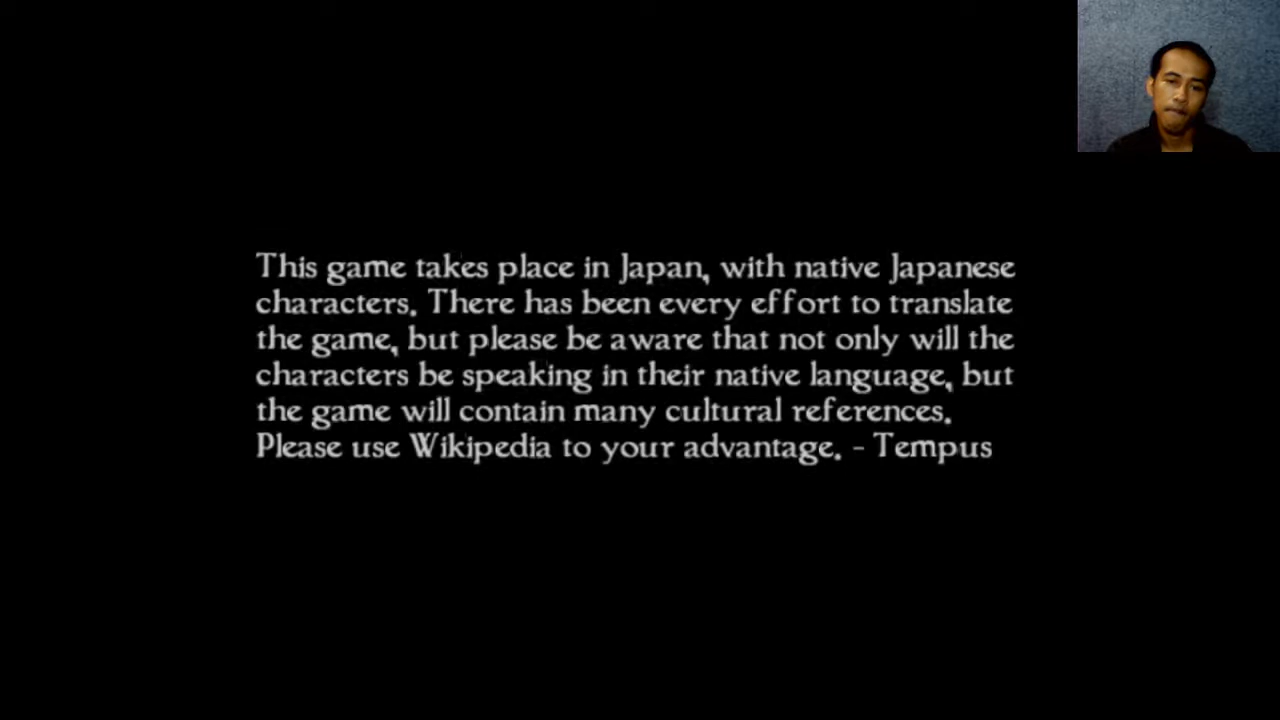 This game takes place in Japan, with native Japanese
characters. There has been every effort to translate
the game, but please be aware that not only will the
characters be speaking in their native language, but
the game will contain many cultural references.
Please use Wikipedia to your advantage. - Tempus